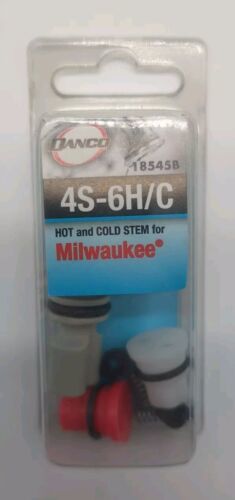 DANCO
18545B
4S-6H/C
HOT and COLD STEM for
Milwaukee®